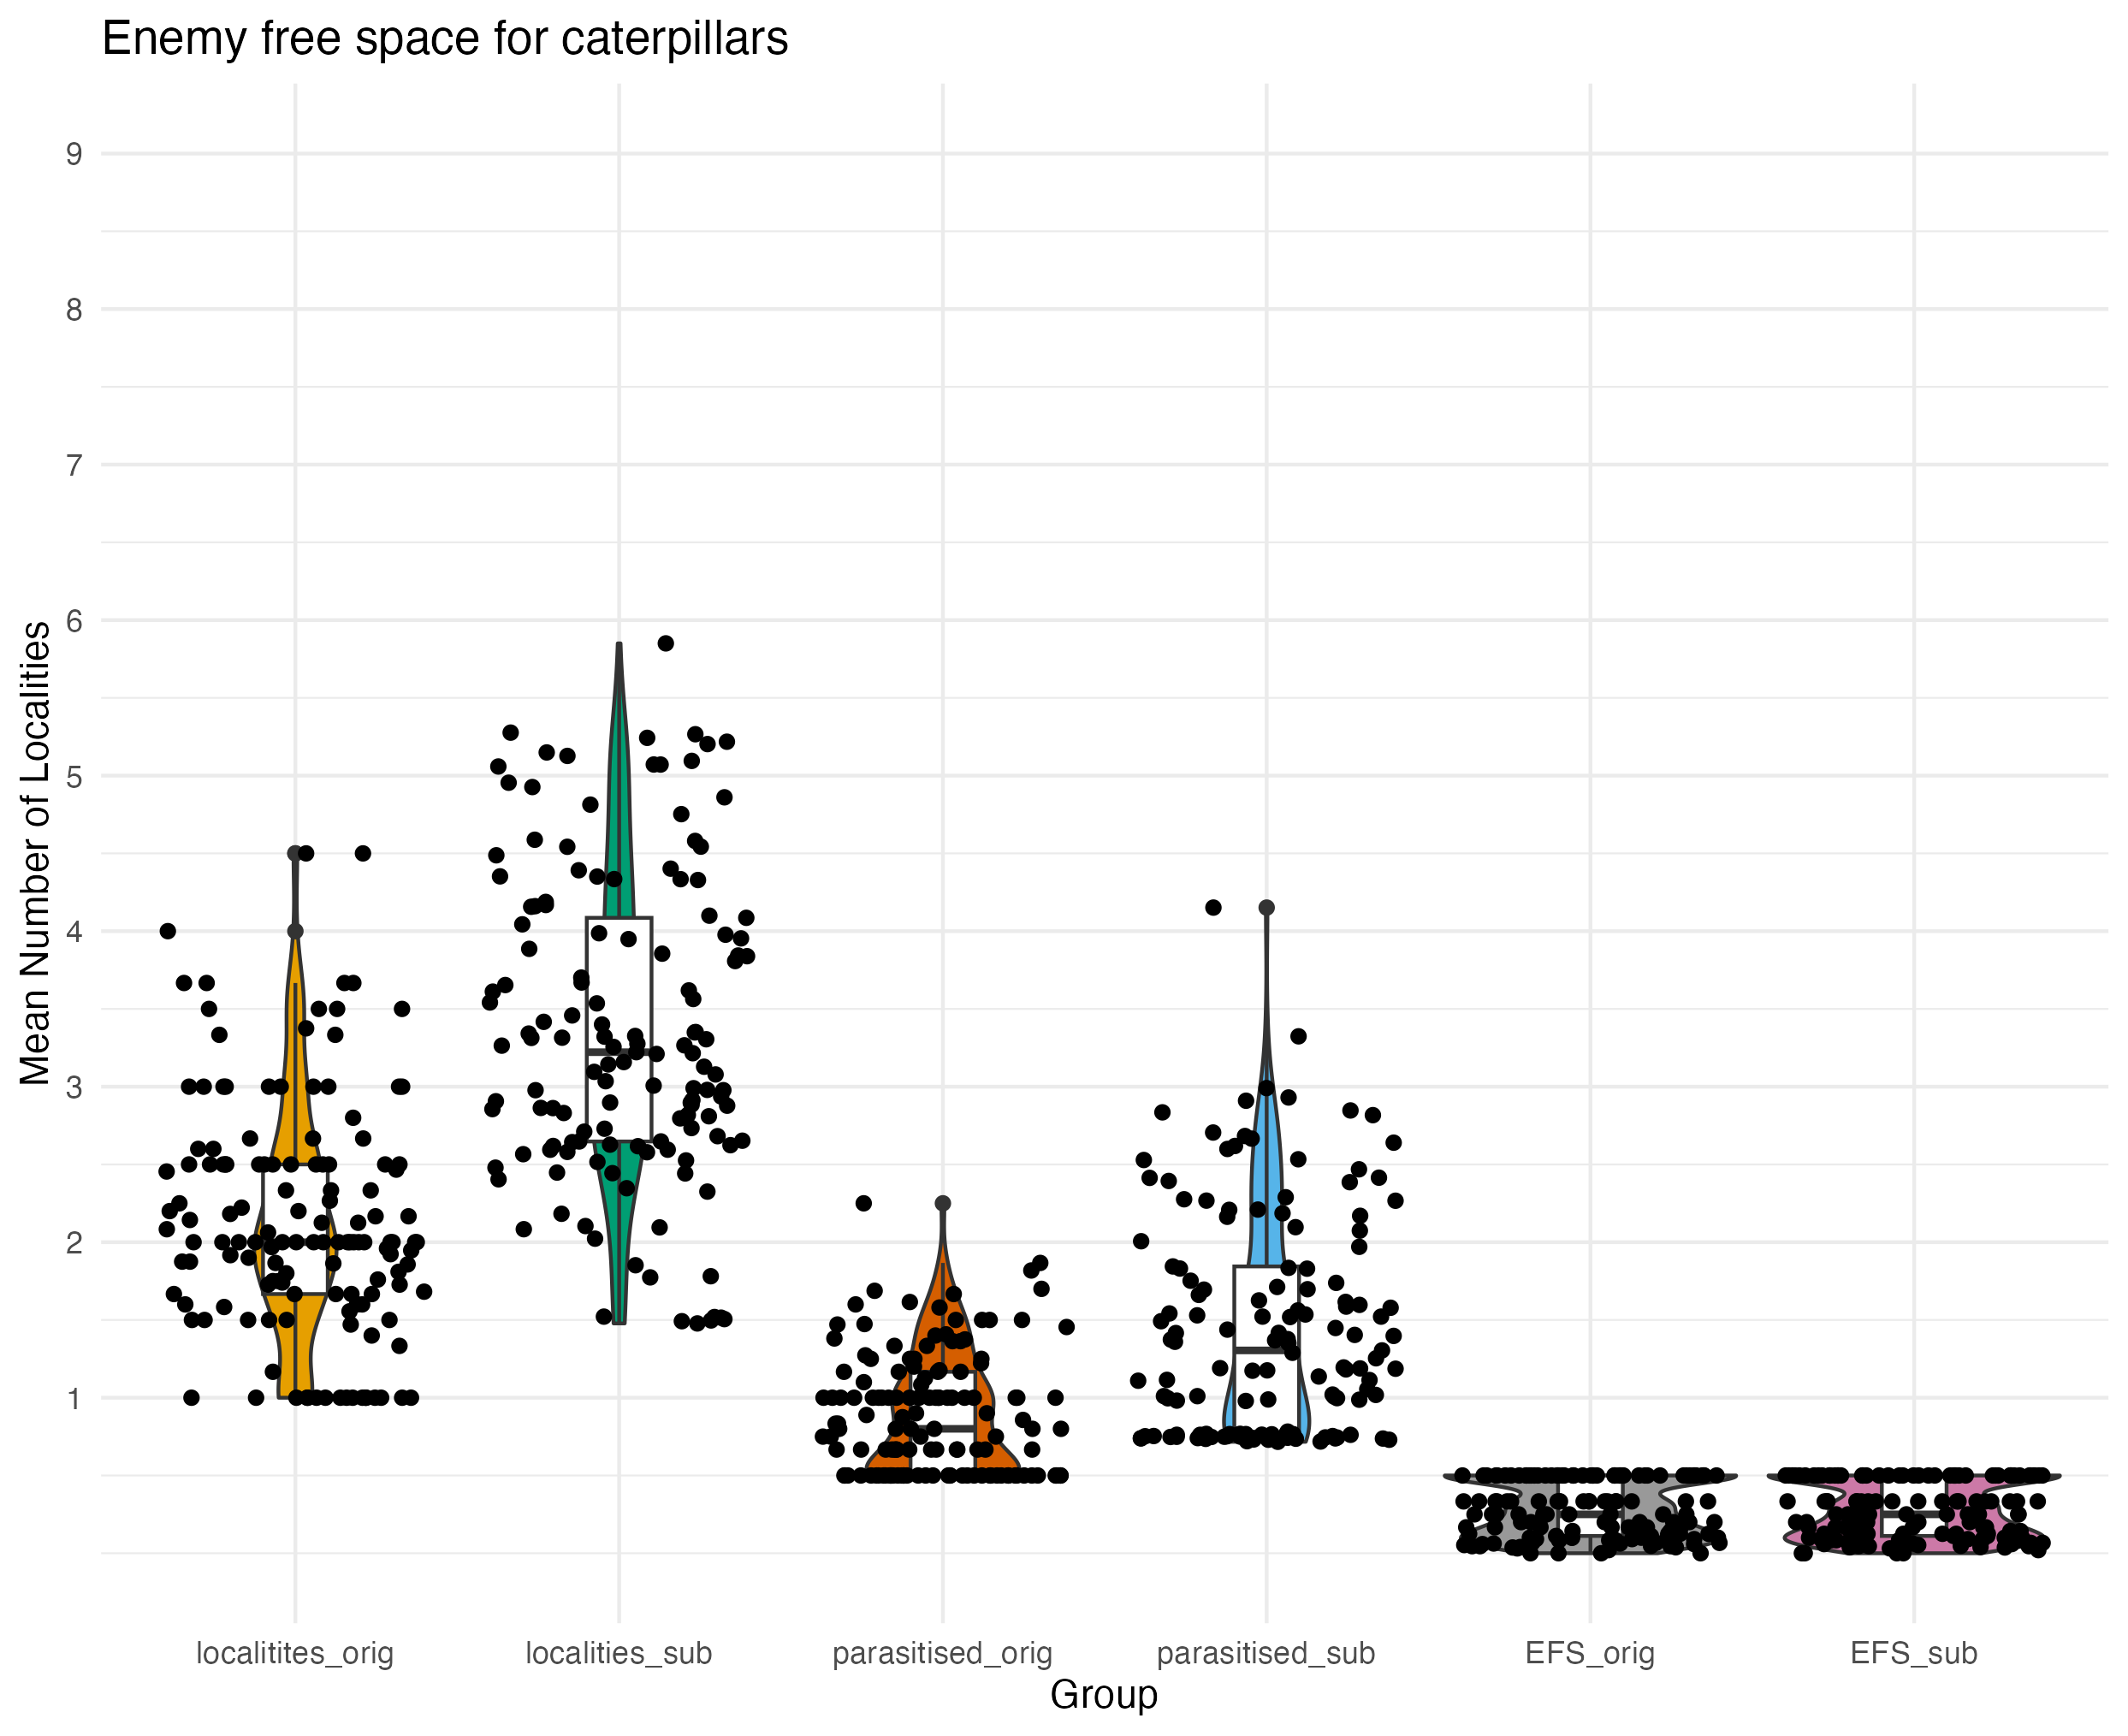 Enemy free space for caterpillars
Mean Number of Localities
9
8
7
6
5
4
3
2
1
localitites_orig
localities_sub
parasitised_orig
parasitised_sub
EFS_orig
EFS_sub
Group